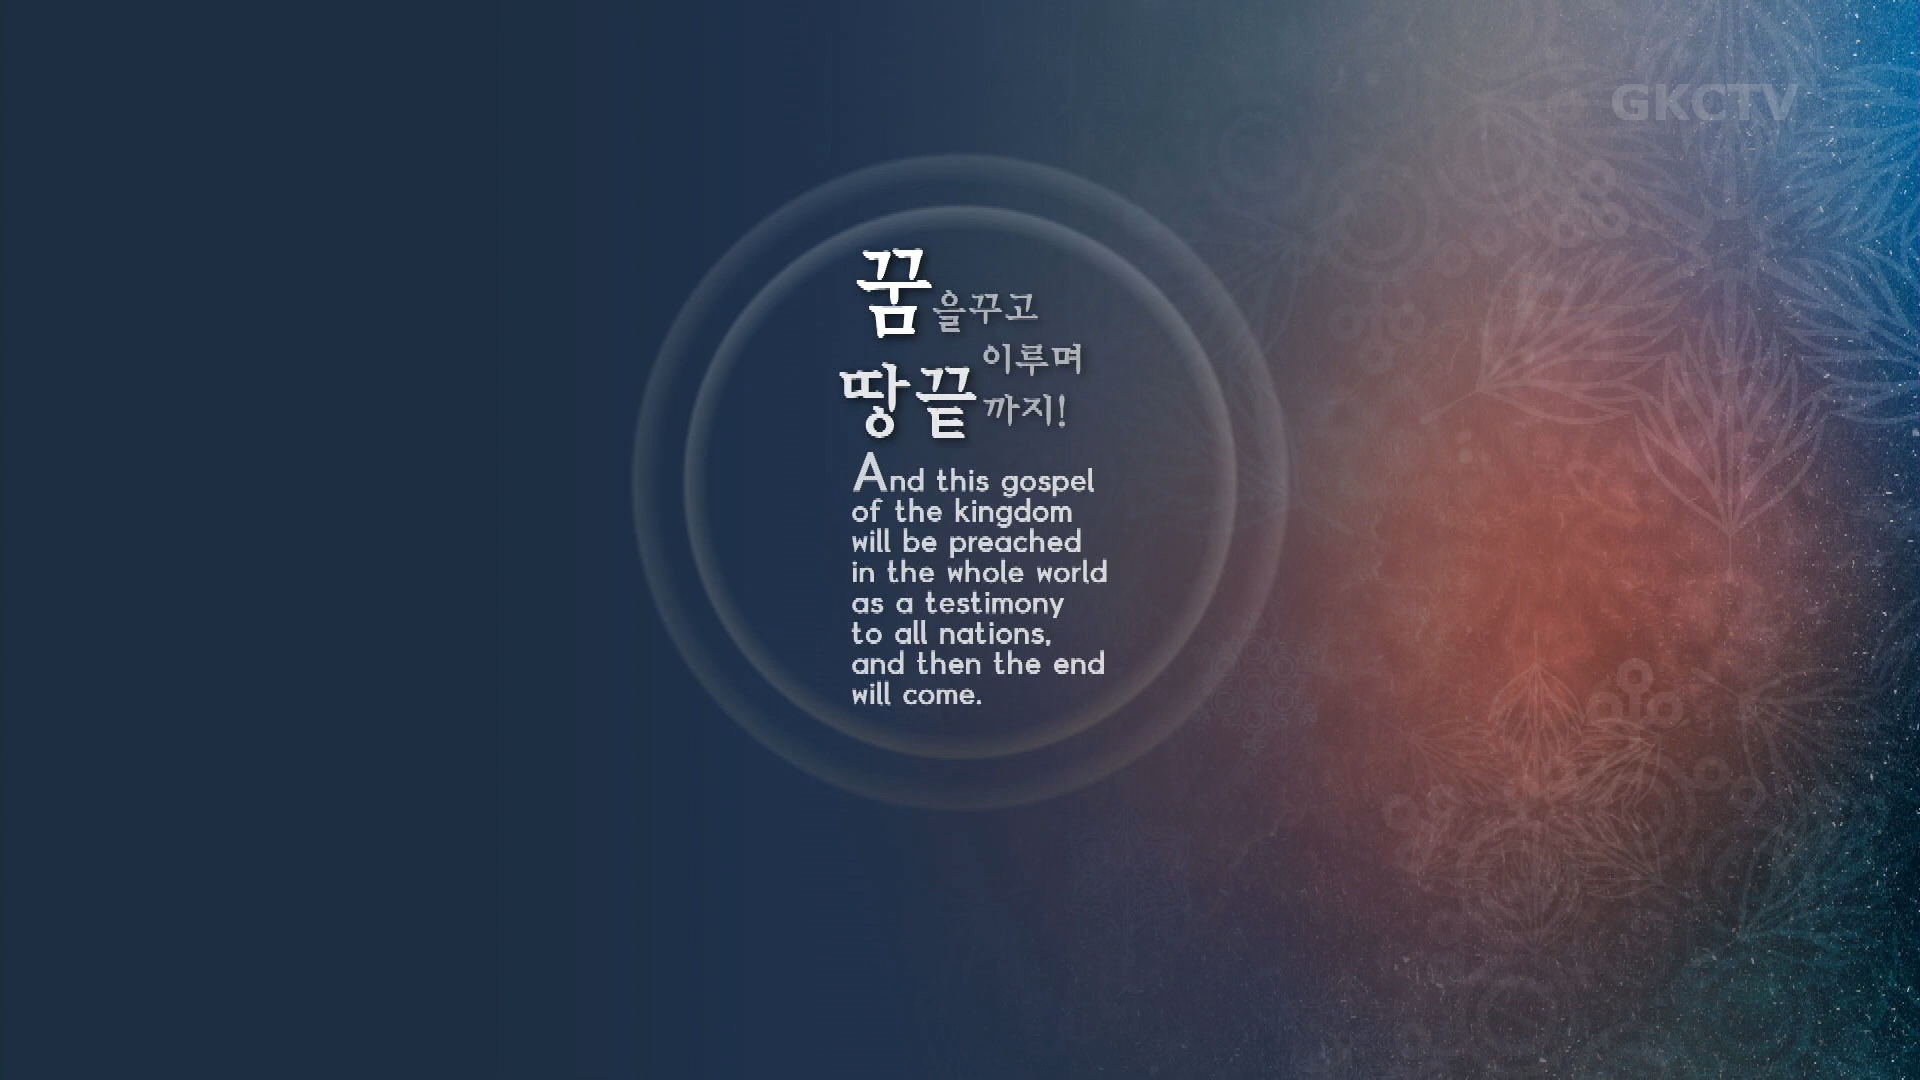 GKCTV
꿈을꾸고
이루며
땅끝까지!
And this gospel
of the kingdom
will be preached
in the whole world
as a testimony
to all nations,
and then the end
will come.